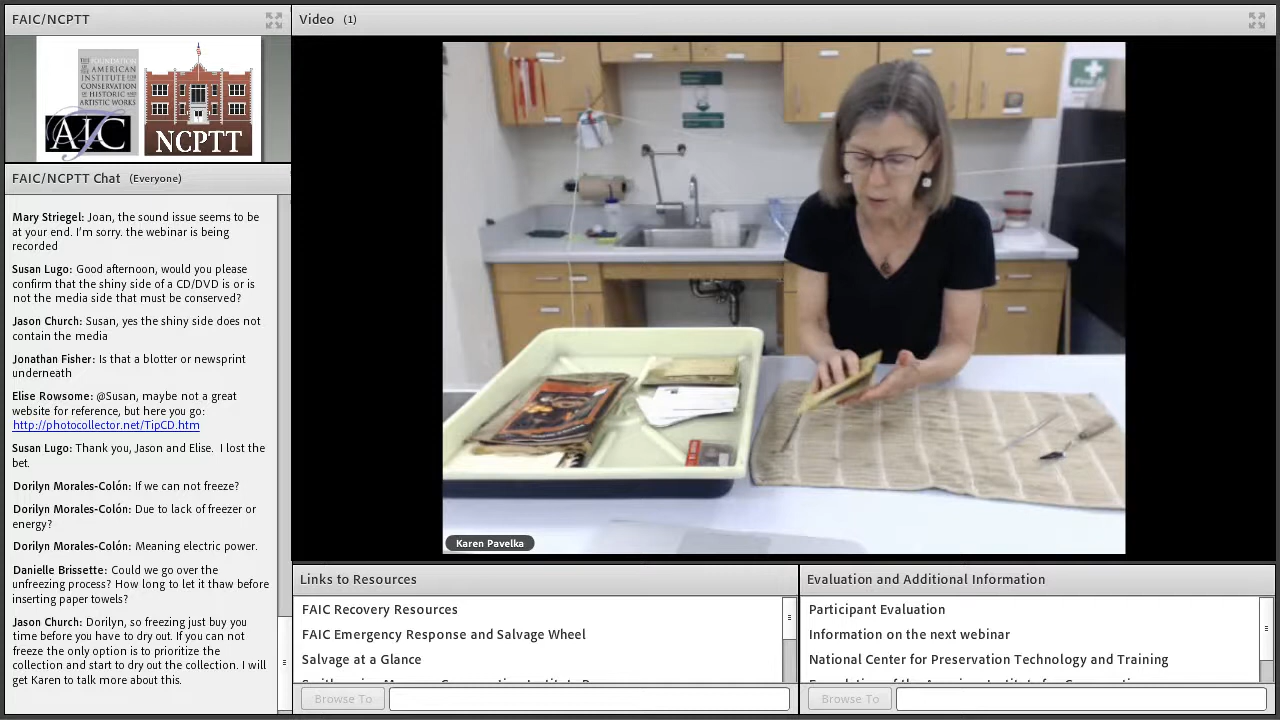 FAIC/NCPTT
THE FOUNDATION
OF THE AMERICAN
INSTITUTE FOR
CONSERVATION
OF HISTORIC AND
ARTISTIC WORKS
AIC
NCPTT
FAIC/NCPTT Chat (Everyone)
Mary Striegel: Joan, the sound issue seems to be
at your end. I'm sorry. the webinar is being
recorded
Susan Lugo: Good afternoon, would you please
confirm that the shiny side of a CD/DVD is or is
not the media side that must be conserved?
Jason Church: Susan, yes the shiny side does not
contain the media
Jonathan Fisher: Is that a blotter or newsprint
underneath
Elise Rowsome: @Susan, maybe not a great
website for reference, but here you go:
http://photocollector.net/TipCD.htm
Susan Lugo: Thank you, Jason and Elise.  I lost the
bet.
Dorilyn Morales-Colón: If we can not freeze?
Dorilyn Morales-Colón: Due to lack of freezer or
energy?
Dorilyn Morales-Colón: Meaning electric power.
Danielle Brissette: Could we go over the
unfreezing process? How long to let it thaw before
inserting paper towels?
Jason Church: Dorilyn, so freezing just buy you
time before you have to dry out. If you can not
freeze the only option is to prioritize the
collection and start to dry out the collection. I will
get Karen to talk more about this.
Video (1)
Karen Pavelka
Links to Resources
FAIC Recovery Resources
FAIC Emergency Response and Salvage Wheel
Salvage at a Glance
Browse To
Evaluation and Additional Information
Participant Evaluation
Information on the next webinar
National Center for Preservation Technology and Training
Browse To